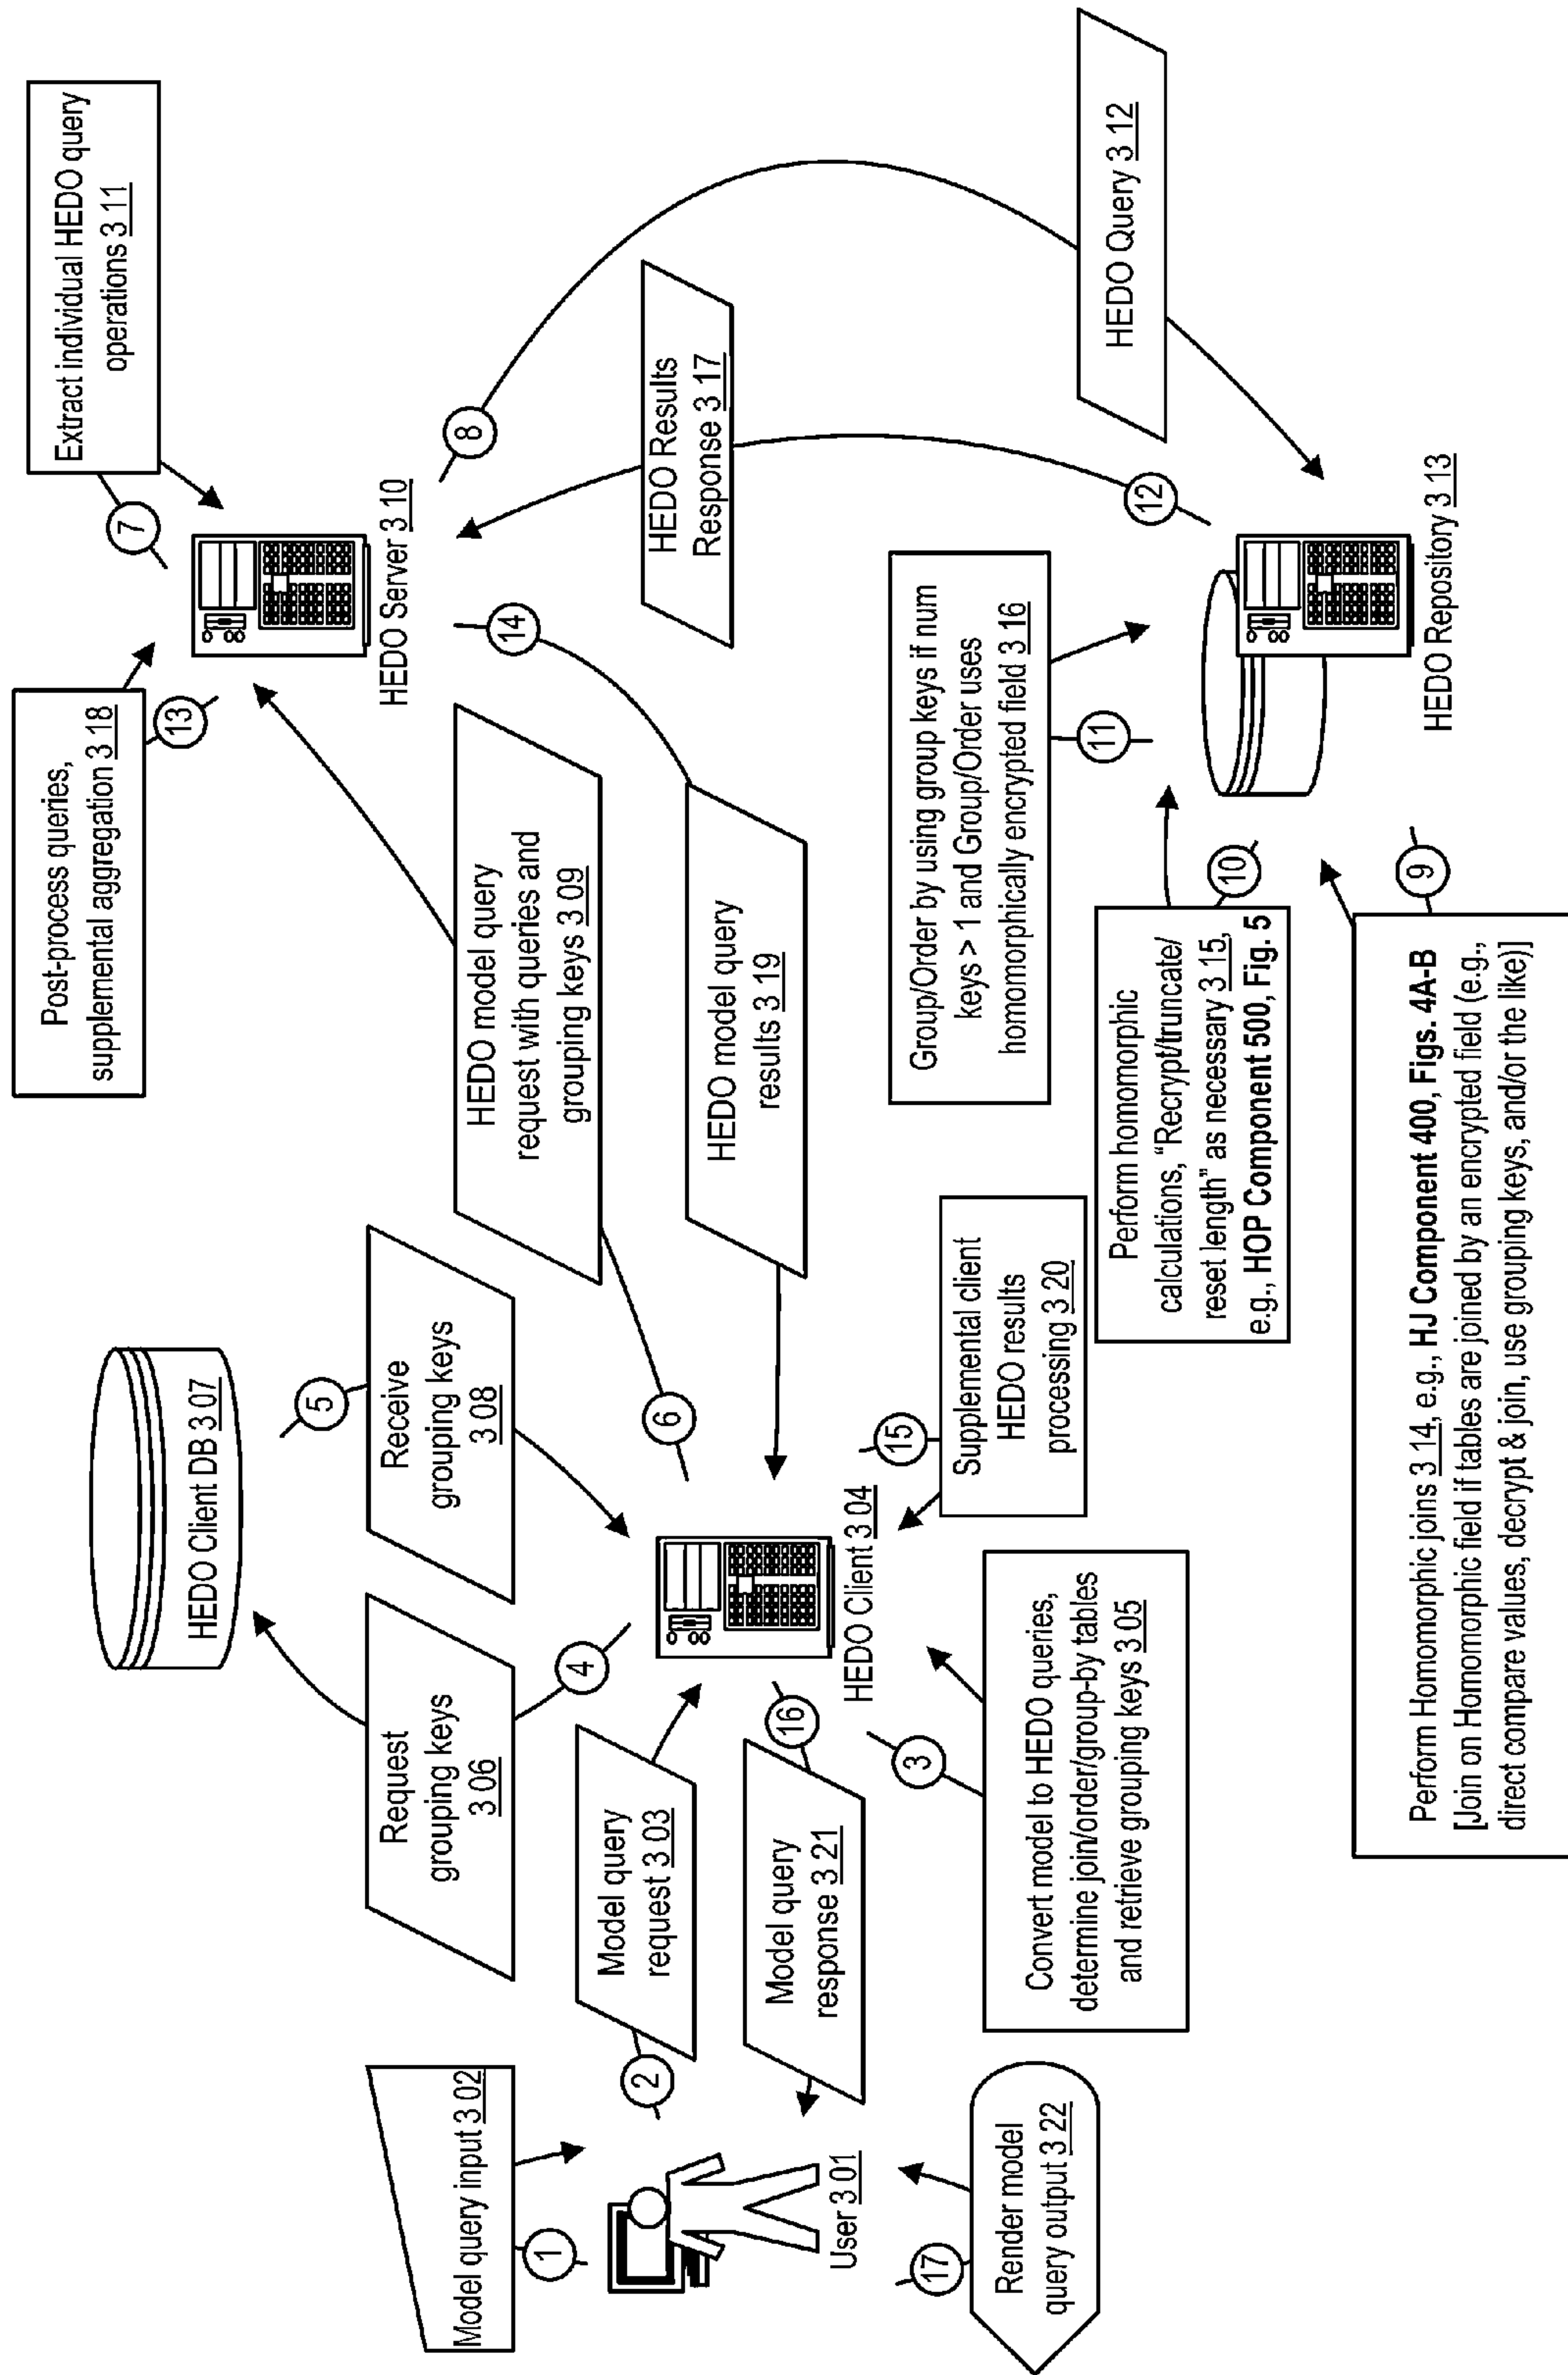 Model query input 3 02
1
User 3 01
17
Render model
query output 3 22
2
Model query
request 3 03
Model query
response 3 21
16
3
Convert model to HEDO queries,
determine join/order/group-by tables
and retrieve grouping keys 3 05
Request
grouping keys
3 06
4
HEDO Client DB 3 07
5
Receive
grouping keys
3 08
HEDO Client 3 04
6
15
Supplemental client
HEDO results
processing 3 20
HEDO model query
request with queries and
grouping keys 3 09
HEDO model query
results 3 19
14
Post-process queries,
supplemental aggregation 3 18
13
HEDO Server 3 10
7
Extract individual HEDO query
operations 3 11
8
HEDO Results
Response 3 17
12
HEDO Query 3 12
HEDO Repository 3 13
Group/Order by using group keys if num
keys > 1 and Group/Order uses
homomorphically encrypted field 3 16
11
10
Perform homomorphic
calculations, “Recrypt/truncate/
reset length” as necessary 3 15,
e.g., HOP Component 500, Fig. 5
9
Perform Homomorphic joins 3 14, e.g., HJ Component 400, Figs. 4A-B
[Join on Homomorphic field if tables are joined by an encrypted field (e.g.,
direct compare values, decrypt & join, use grouping keys, and/or the like)]